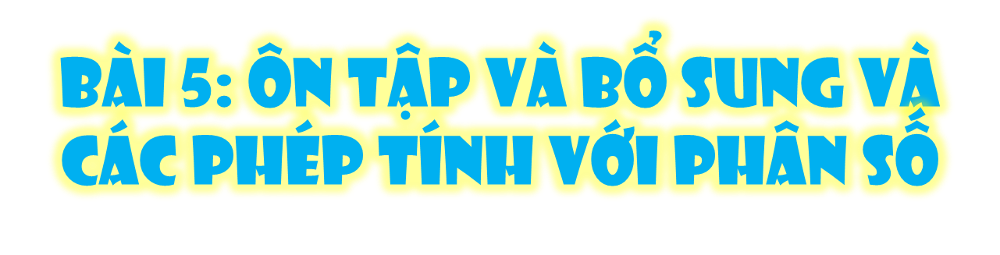 BÀI 5: ÔN TẬP VÀ BỔ SUNG VÀ
CÁC PHÉP TÍNH VỚI PHÂN SỐ